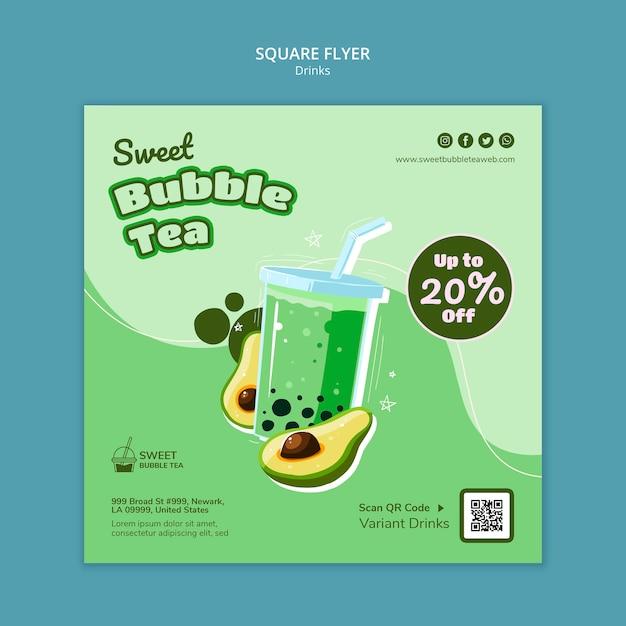 SQUARE FLYER
Drinks
Sweet
Bubble
Tea
www.sweetbubbleteaweb.com
Up to
20%
Off
SWEET
BUBBLE TEA
999 Broad St #999, Newark,
LA 09999, United States
Lorem ipsum dolor sit amet,
consectetur adipiscing elit, sed
Scan QR Code
Variant Drinks